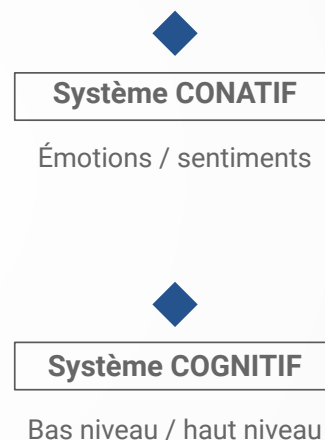 Système CONATIF
Émotions / sentiments
Système COGNITIF
Bas niveau / haut niveau